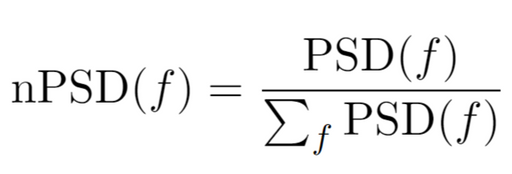 nPSD(f) = PSD(f) / ∑_f PSD(f)